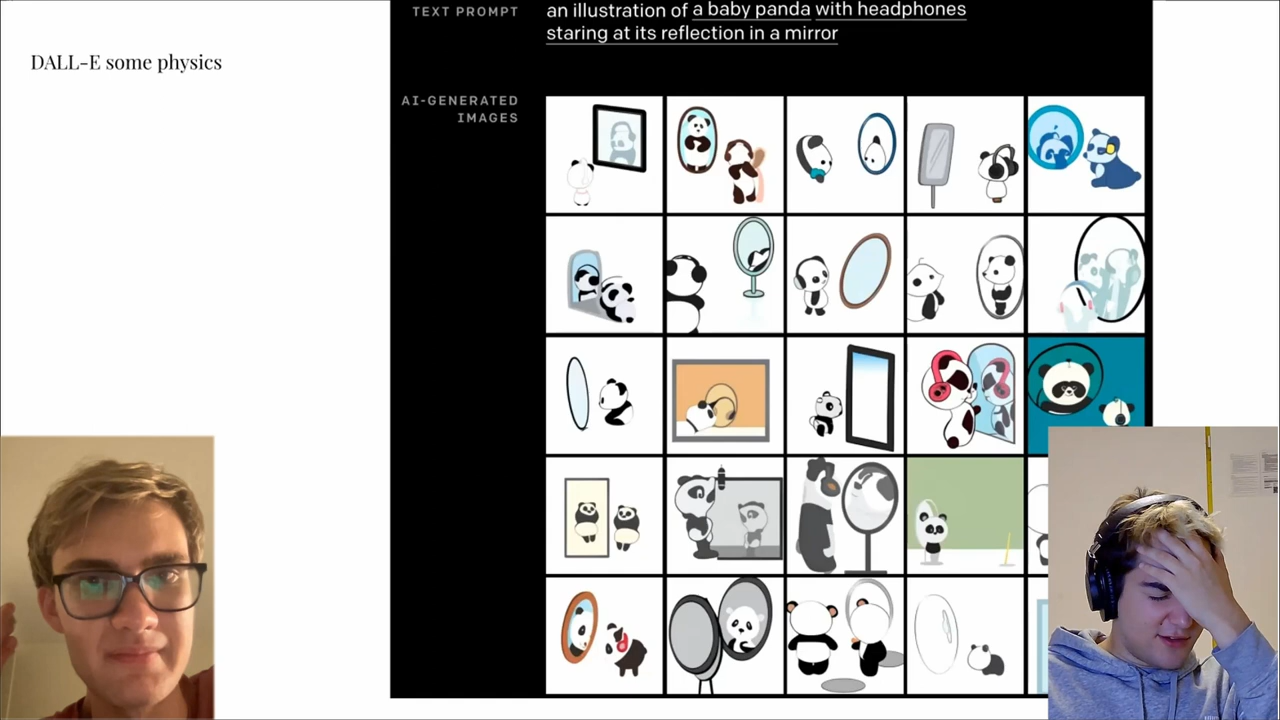 TEXT PROMPT
an illustration of a baby panda with headphones
staring at its reflection in a mirror
DALL-E some physics
AI-GENERATED
IMAGES